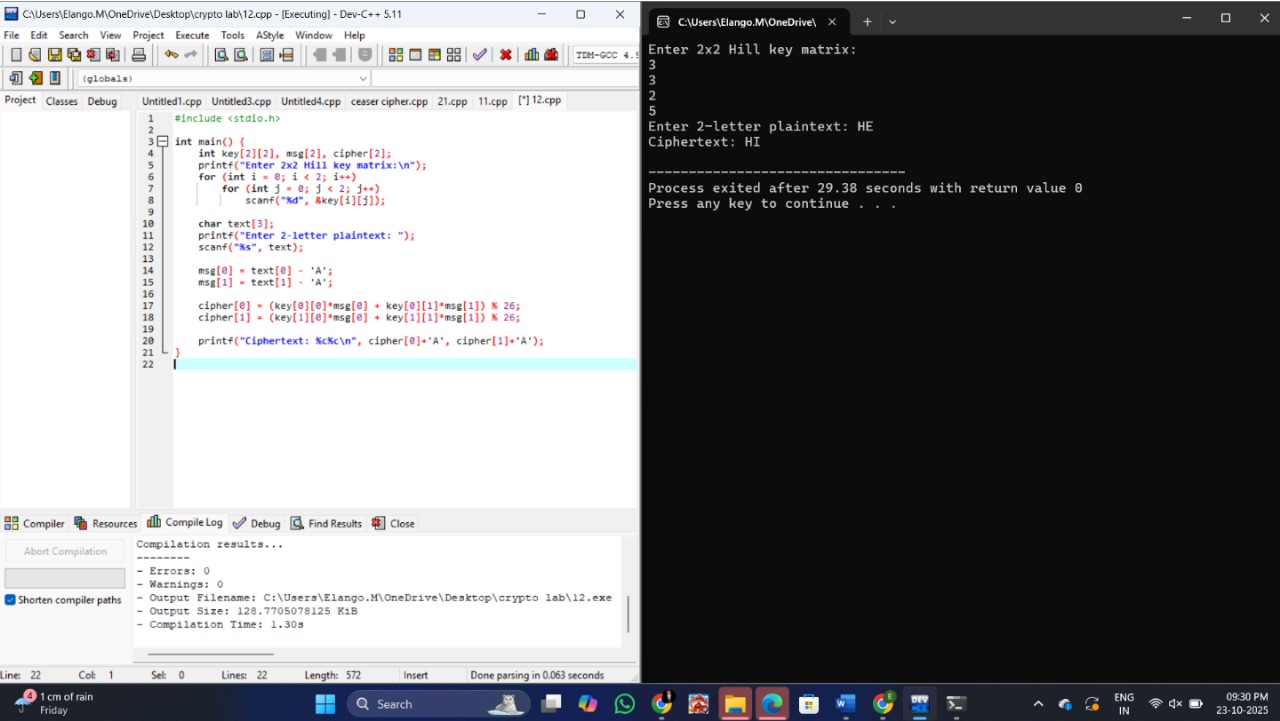 C:\Users\Elango.M\OneDrive\Desktop\crypto lab\12.cpp - [Executing] - Dev-C++ 5.11
File Edit Search View Project Execute Tools AStyle Window Help
TDM-GCC 4.9
(globals)
Project Classes Debug
Untitled1.cpp Untitled3.cpp Untitled4.cpp ceaser cipher.cpp 21.cpp 11.cpp [*] 12.cpp
1 #include <stdio.h>
2
3 int main() {
4 int key[2][2], msg[2], cipher[2];
5 printf("Enter 2x2 Hill key matrix:\n");
6 for (int i = 0; i < 2; i++)
7 for (int j = 0; j < 2; j++)
8 scanf("%d", &key[i][j]);
9
10 char text[3];
11 printf("Enter 2-letter plaintext: ");
12 scanf("%s", text);
13
14 msg[0] = text[0] - 'A';
15 msg[1] = text[1] - 'A';
16
17 cipher[0] = (key[0][0]*msg[0] + key[0][1]*msg[1]) % 26;
18 cipher[1] = (key[1][0]*msg[0] + key[1][1]*msg[1]) % 26;
19
20 printf("Ciphertext: %c%c\n", cipher[0]+'A', cipher[1]+'A');
21 }
22
Compiler Resources Compile Log Debug Find Results Close
Abort Compilation
Shorten compiler paths
Compilation results...
--------
- Errors: 0
- Warnings: 0
- Output Filename: C:\Users\Elango.M\OneDrive\Desktop\crypto lab\12.exe
- Output Size: 128.7705078125 KiB
- Compilation Time: 1.30s
Line: 22 Col: 1 Sel: 0 Lines: 22 Length: 572 Insert Done parsing in 0.063 seconds
C:\Users\Elango.M\OneDrive\
Enter 2x2 Hill key matrix:
3
3
2
5
Enter 2-letter plaintext: HE
Ciphertext: HI
--------------------------------
Process exited after 29.38 seconds with return value 0
Press any key to continue . . .
4
1 cm of rain
Friday
Search
DEV
ENG
IN
09:30 PM
23-10-2025